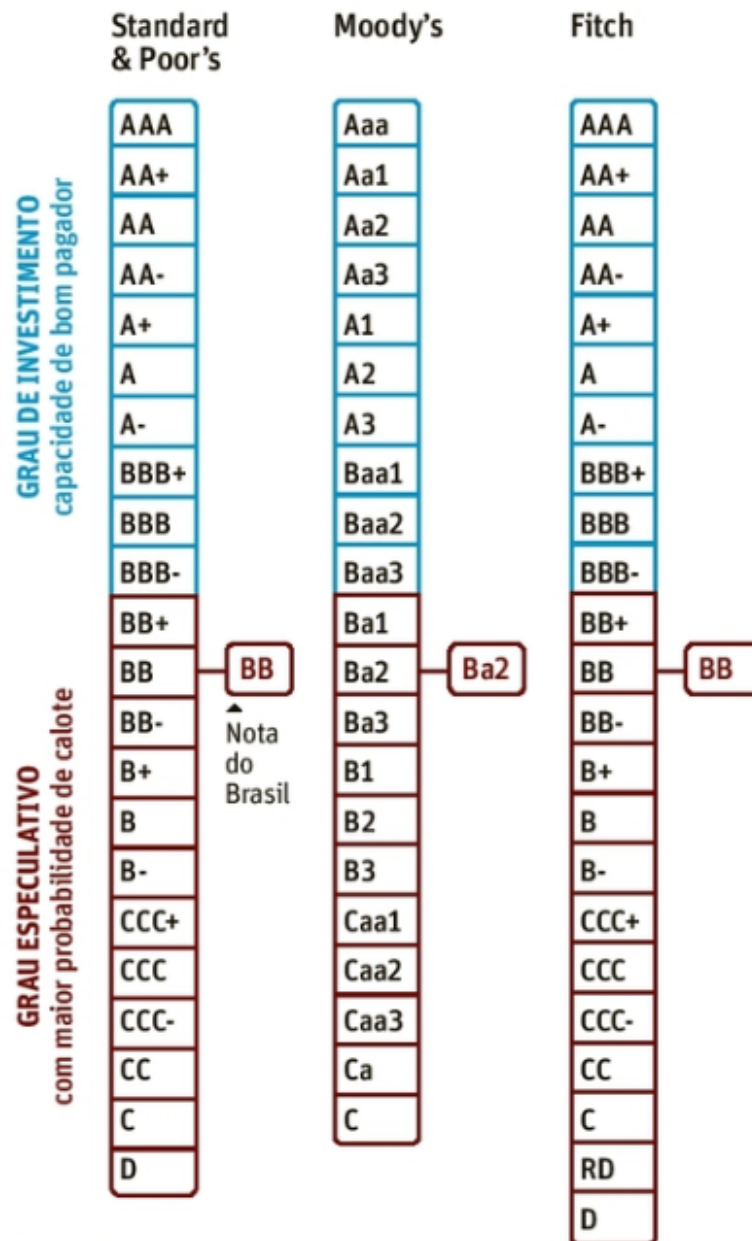 Standard
& Poor's
Moody's
Fitch
GRAU DE INVESTIMENTO
capacidade de bom pagador
GRAU ESPECULATIVO
com maior probabilidade de calote
AAA
AA+
AA
AA-
A+
A
A-
BBB+
BBB
BBB-
BB+
BB
BB-
B+
B
B-
CCC+
CCC
CCC-
CC
C
D
BB
Nota
do
Brasil
Aaa
Aa1
Aa2
Aa3
A1
A2
A3
Baa1
Baa2
Baa3
Ba1
Ba2
Ba3
B1
B2
B3
Caa1
Caa2
Caa3
Ca
C
Ba2
AAA
AA+
AA
AA-
A+
A
A-
BBB+
BBB
BBB-
BB+
BB
BB-
B+
B
B-
CCC+
CCC
CCC-
CC
C
RD
D
BB